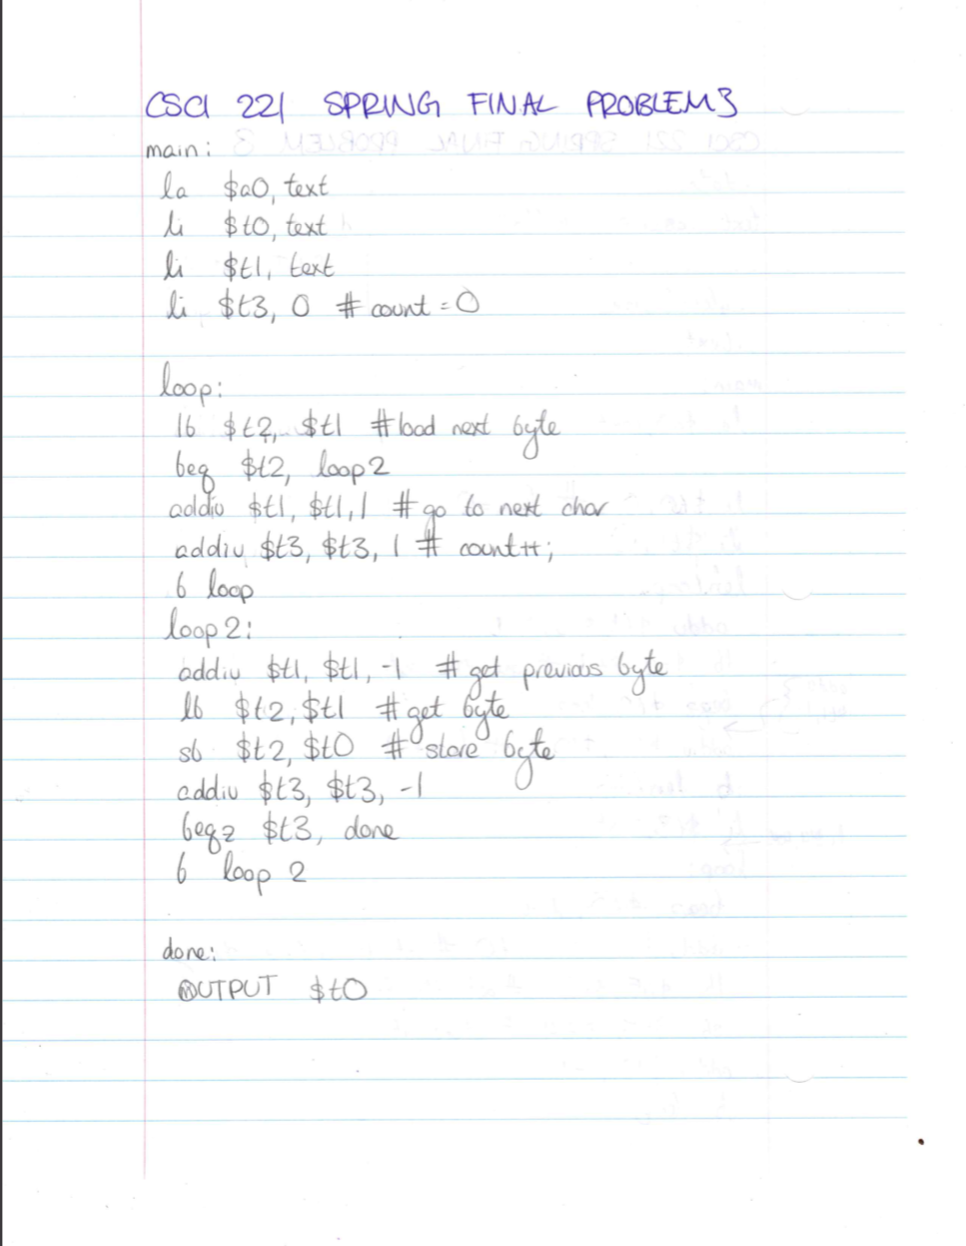 CSCI 221 SPRING FINAL PROBLEM 3
main:
la $a0, text
li $t0, text
li $t1, text
li $t3, 0 # count = 0
loop:
lb $t2, $t1 #load next byte
beq $t2, loop2
addiu $t1, $t1, 1 # go to next char
addiu $t3, $t3, 1 # count++;
b loop
loop2:
addiu $t1, $t1, -1 # get previous byte
lb $t2, $t1 # get byte
sb $t2, $t0 # store byte
addiu $t3, $t3, -1
beqz $t3, done
b loop 2
done:
OUTPUT $t0